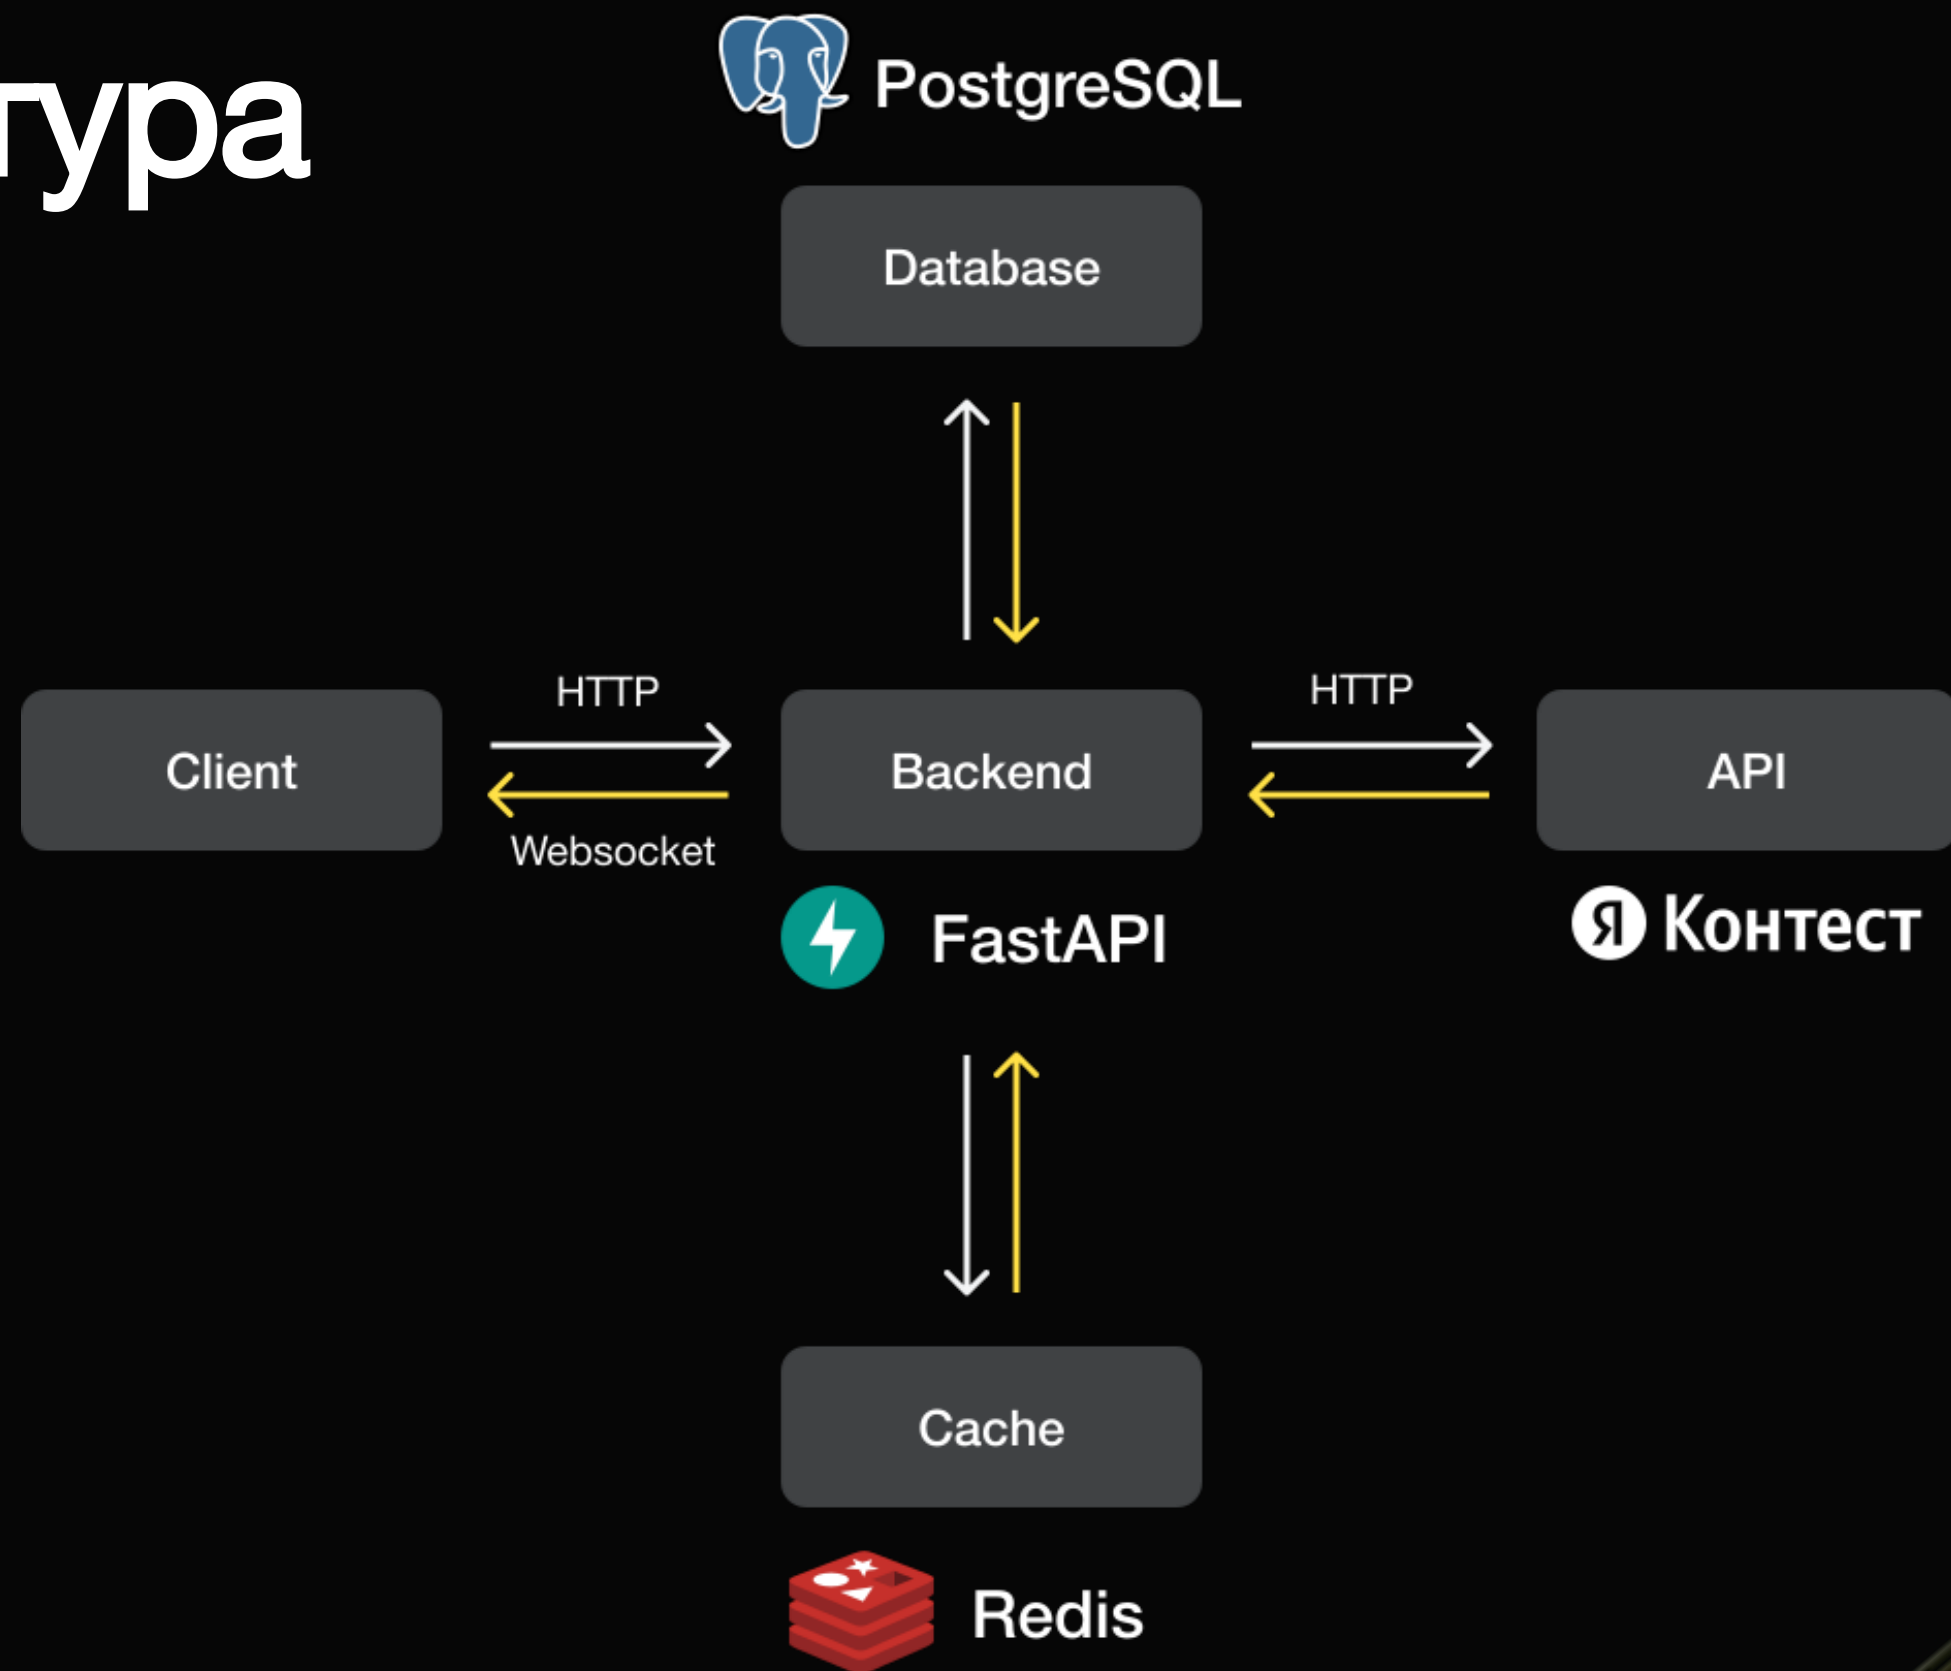 тура
PostgreSQL
Database
HTTP
HTTP
Client
Backend
API
Websocket
FastAPI
Я Контест
Cache
Redis